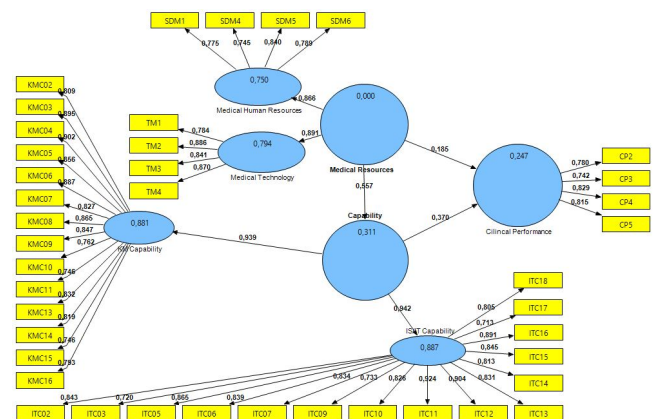 SDM1
SDM4
SDM5
SDM6
0,775
0,745
0,840
0,789
0,750
Medical Human Resources
0,866
0,000
Medical Resources
TM1
TM2
TM3
TM4
0,784
0,886
0,841
0,870
0,794
Medical Technology
0,891
0,185
0,247
Cilincal Performance
0,780
0,742
0,829
0,815
CP2
CP3
CP4
CP5
0,557
Capability
0,311
0,370
0,939
0,942
KMC02
KMC03
KMC04
KMC05
KMC06
KMC07
KMC08
KMC09
KMC10
KMC11
KMC13
KMC14
KMC15
KMC16
0,809
0,895
0,902
0,856
0,887
0,827
0,865
0,847
0,762
0,746
0,832
0,819
0,746
0,793
0,881
KM Capability
IS/IT Capability
0,887
0,805
0,713
0,891
0,845
0,813
0,831
ITC18
ITC17
ITC16
ITC15
ITC14
0,843
0,720
0,865
0,839
0,834
0,733
0,826
0,924
0,904
ITC02
ITC03
ITC05
ITC06
ITC07
ITC09
ITC10
ITC11
ITC12
ITC13